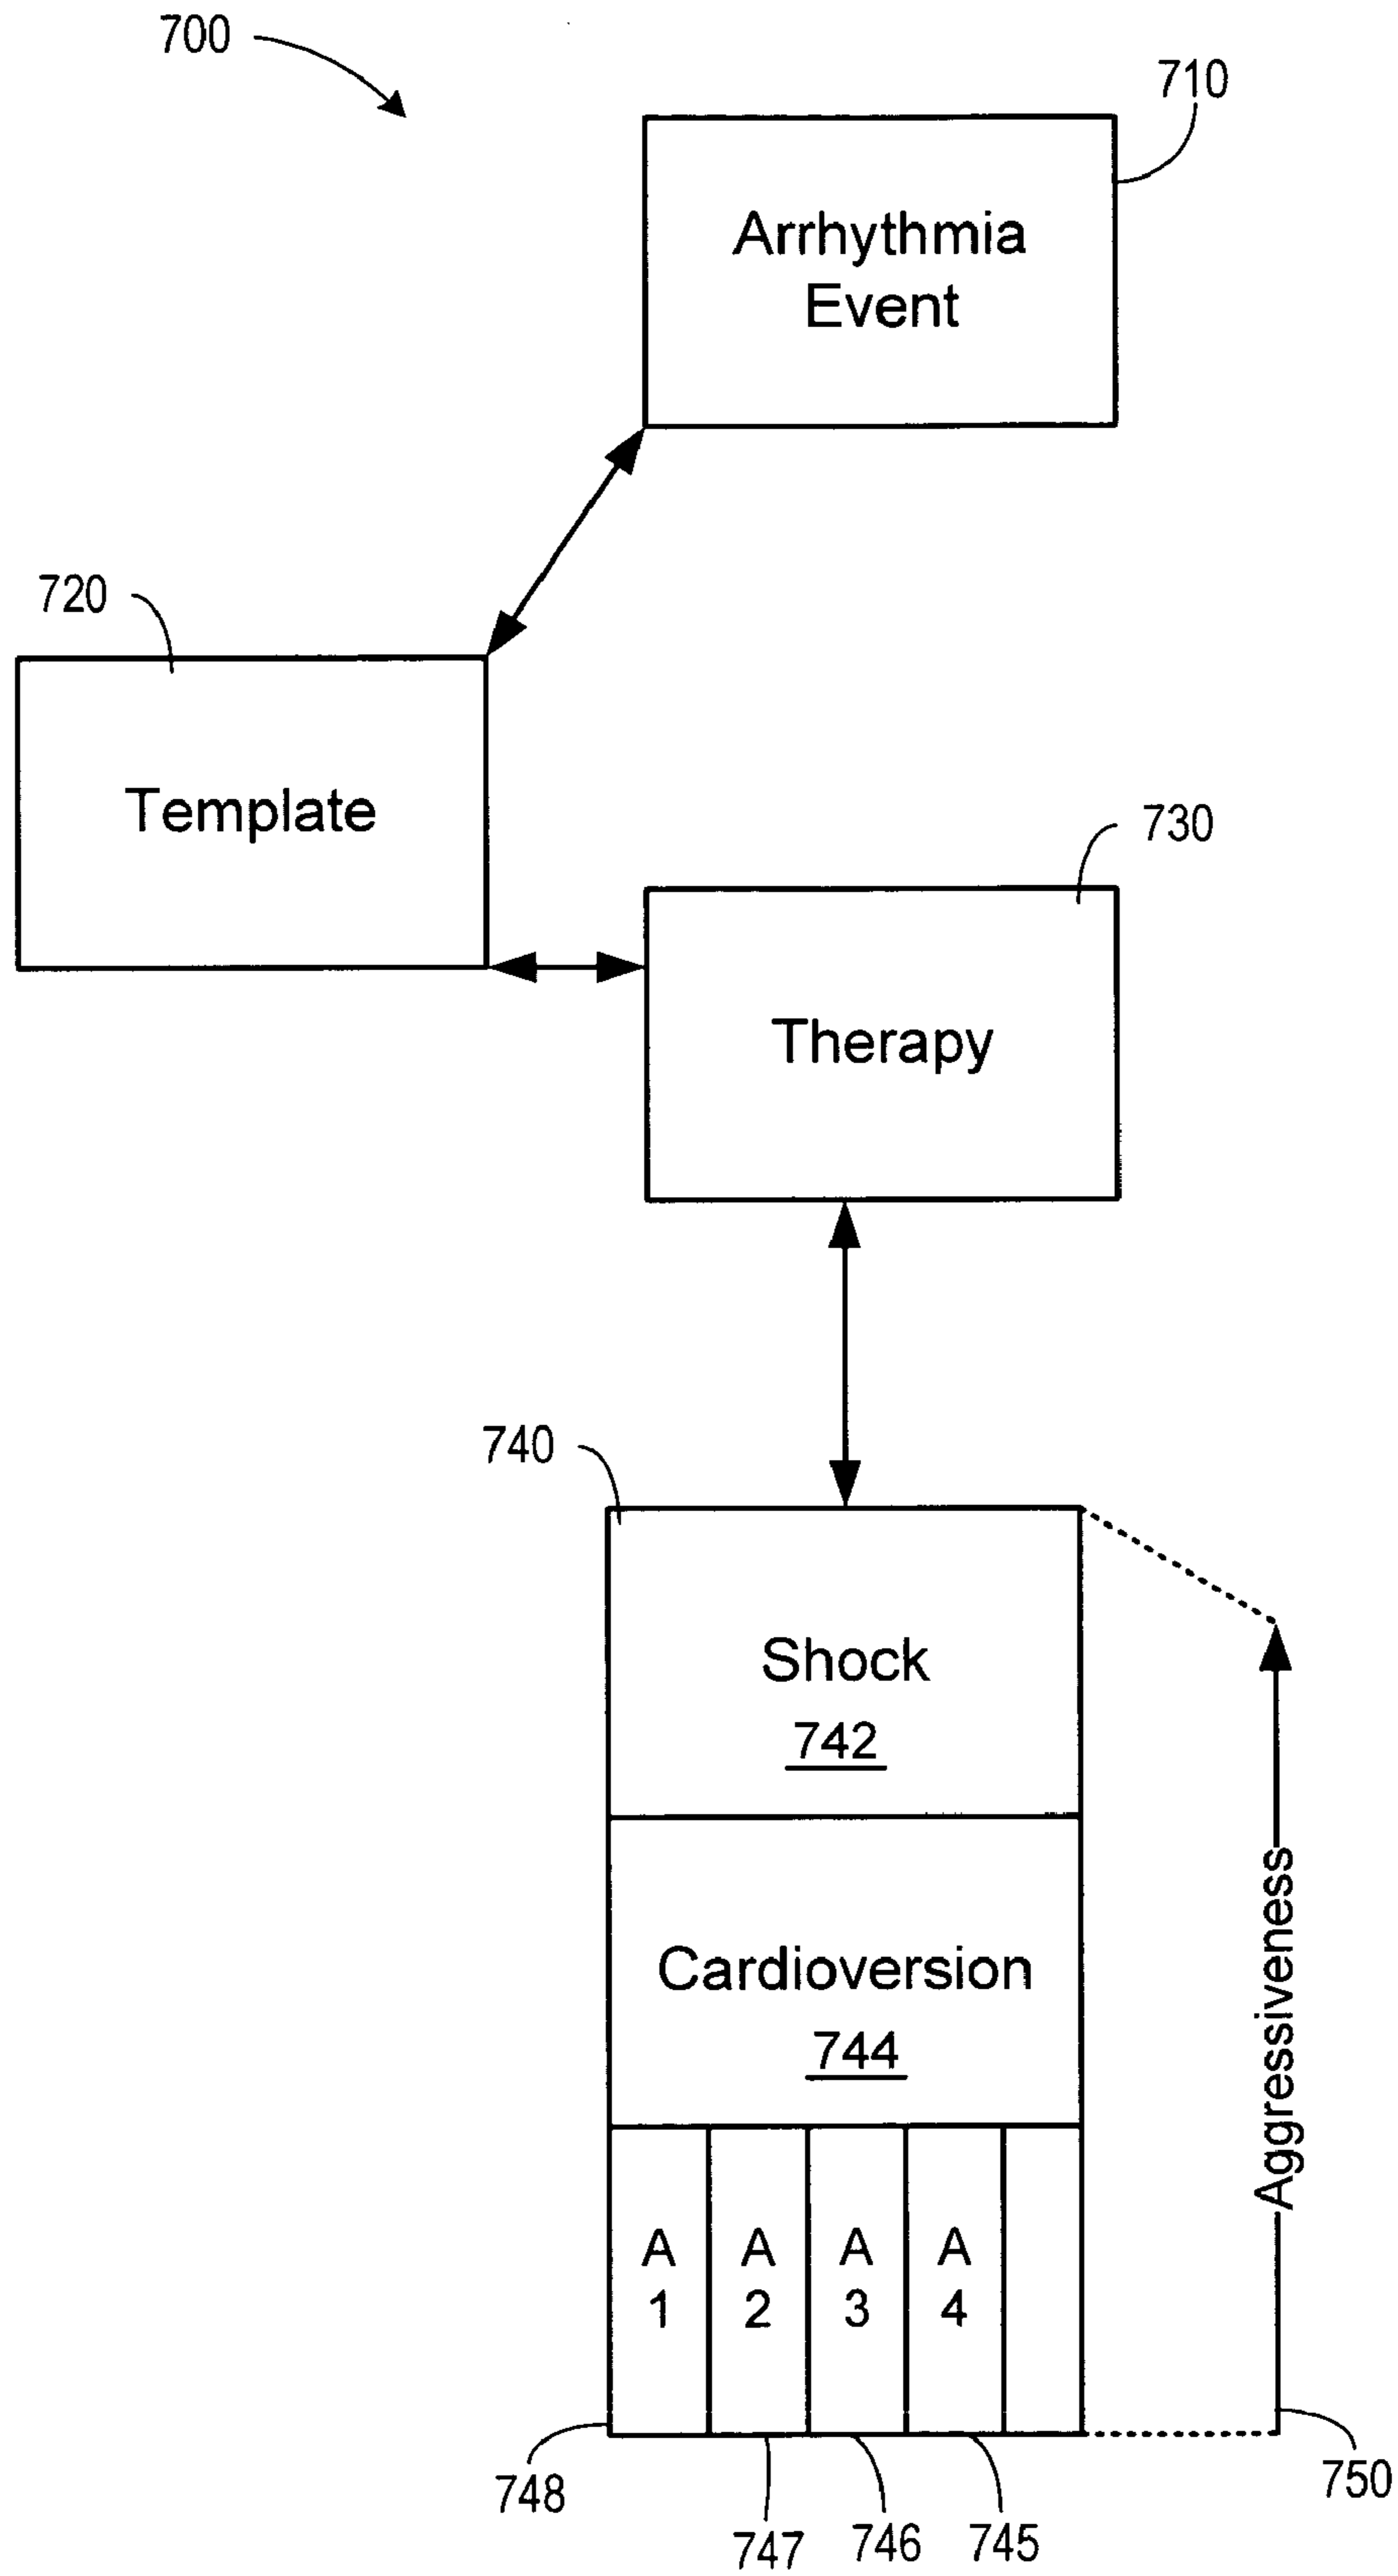 700
710
Arrhythmia
Event
720
Template
730
Therapy
740
Shock
742
Cardioversion
744
Aggressiveness
A A A A
1 2 3 4
748
747
746
745
750